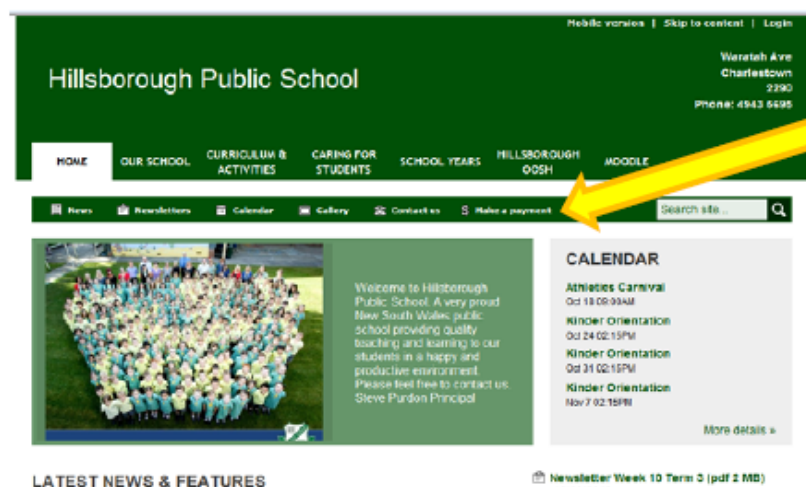 Mobile version | Skip to content | Login
Hillsborough Public School
Waratah Ave
Charlestown
2290
Phone: 4943 5695
HOME
OUR SCHOOL
CURRICULUM &
ACTIVITIES
CARING FOR
STUDENTS
SCHOOL YEARS
HILLSBOROUGH
OOSH
MOODLE
News
Newsletters
Calendar
Gallery
Contact us
$ Make a payment
Search site...
Welcome to Hillsborough
Public School. A very proud
New South Wales public
school providing quality
teaching and learning to our
students in a happy and
productive environment.
Please feel free to contact us.
Steve Purdon Principal
CALENDAR
Athletics Carnival
Oct 18 09:00AM
Kinder Orientation
Oct 24 02:15PM
Kinder Orientation
Oct 31 02:15PM
Kinder Orientation
Nov 7 02:15PM
More details »
LATEST NEWS & FEATURES
Newsletter Week 10 Term 3 (pdf 2 MB)